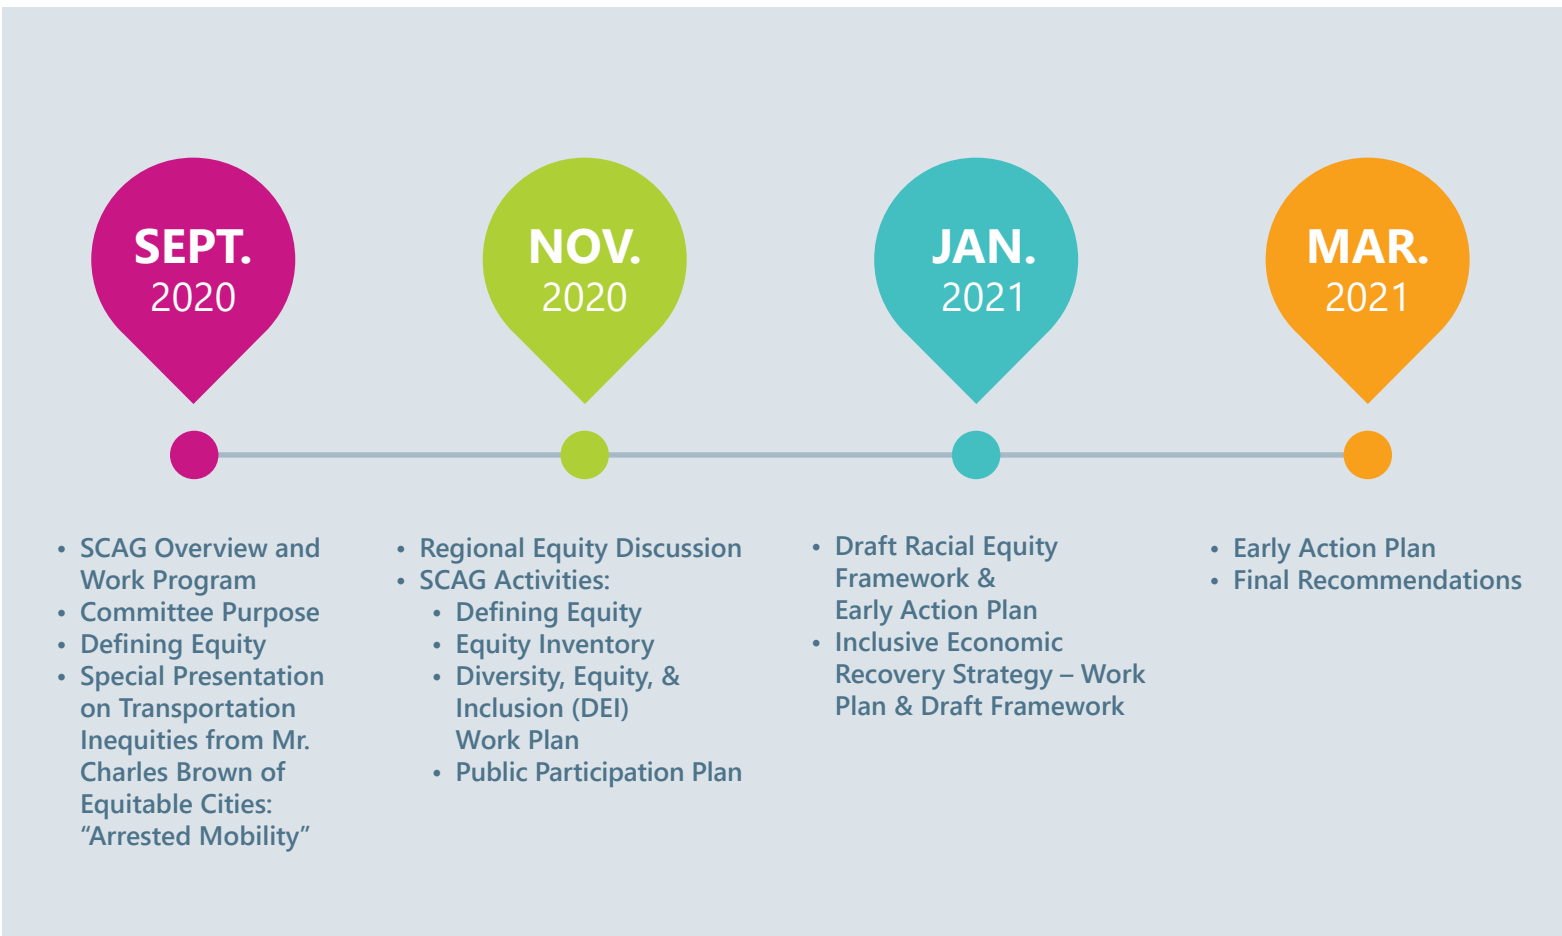 SEPT.
2020
NOV.
2020
JAN.
2021
MAR.
2021
• SCAG Overview and
Work Program
• Committee Purpose
• Defining Equity
• Special Presentation
on Transportation
Inequities from Mr.
Charles Brown of
Equitable Cities:
“Arrested Mobility”
• Regional Equity Discussion
• SCAG Activities:
• Defining Equity
• Equity Inventory
• Diversity, Equity, &
Inclusion (DEI)
Work Plan
• Public Participation Plan
• Draft Racial Equity
Framework &
Early Action Plan
• Inclusive Economic
Recovery Strategy – Work
Plan & Draft Framework
• Early Action Plan
• Final Recommendations